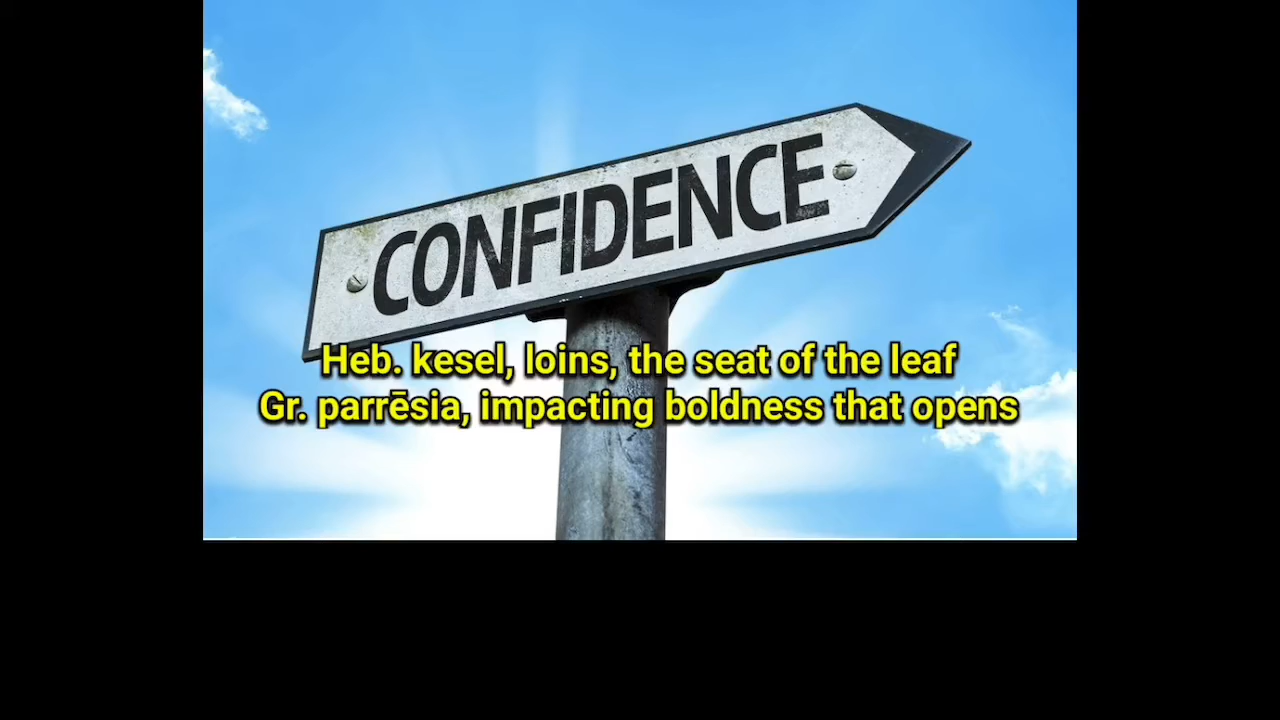 CONFIDENCE
Heb. kesel, loins, the seat of the leaf
Gr. parrēsia, impacting boldness that opens